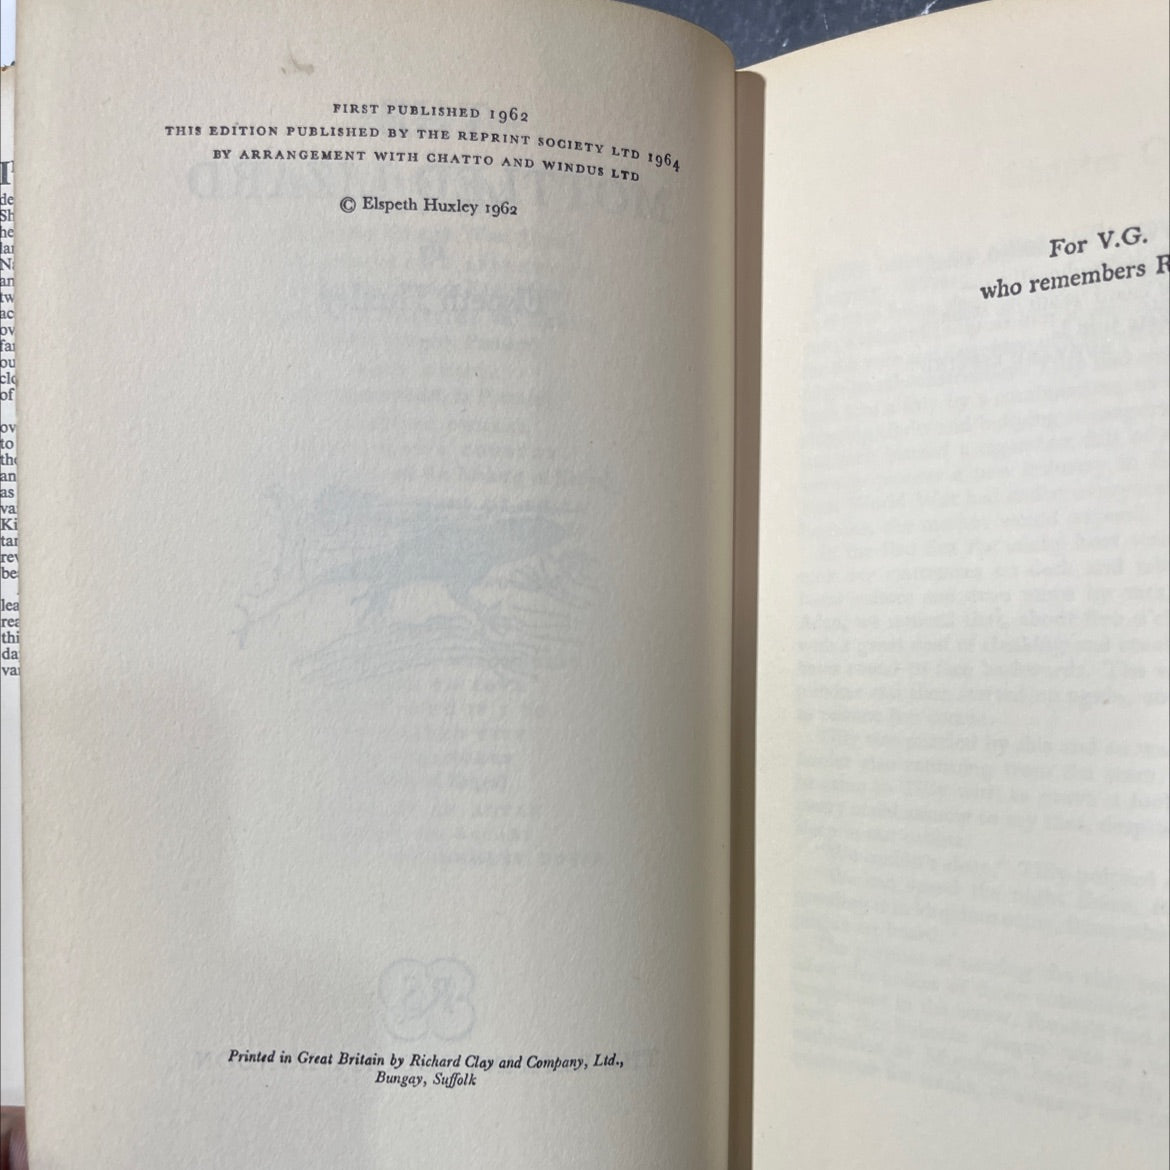 FIRST PUBLISHED 1962
THIS EDITION PUBLISHED BY THE REPRINT SOCIETY LTD 1964
BY ARRANGEMENT WITH CHATTO AND WINDUS LTD
© Elspeth Huxley 1962
Printed in Great Britain by Richard Clay and Company, Ltd.,
Bungay, Suffolk
For V.G.
who remembers R